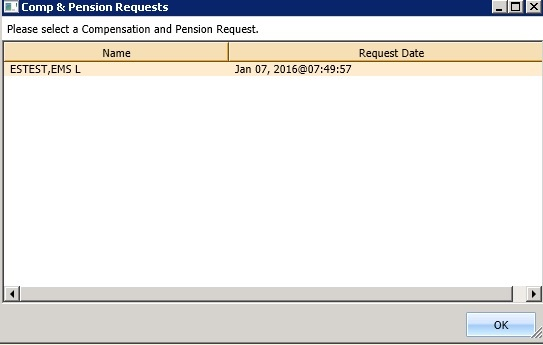 Comp & Pension Requests
Please select a Compensation and Pension Request.
Name Request Date
ESTEST,EMS L Jan 07, 2016@07:49:57
OK